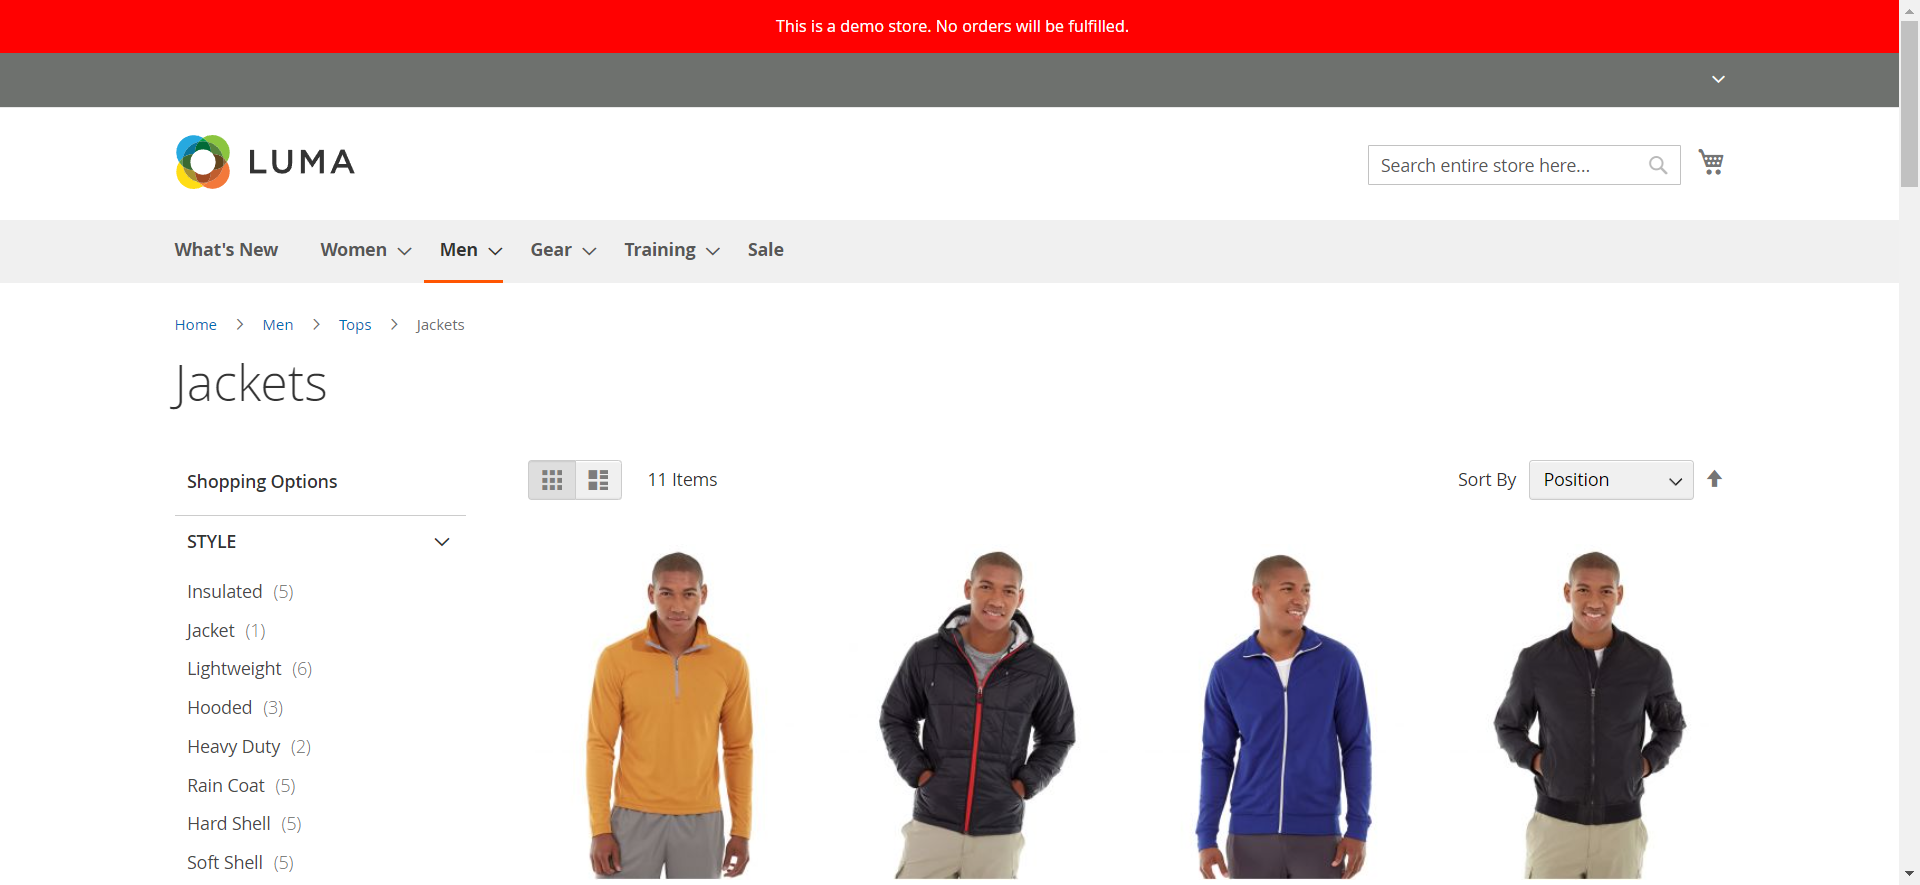 This is a demo store. No orders will be fulfilled.
LUMA
Search entire store here...
What's New Women Men Gear Training Sale
Home Men Tops Jackets
Jackets
Shopping Options
11 Items
Sort By Position
STYLE
Insulated (5)
Jacket (1)
Lightweight (6)
Hooded (3)
Heavy Duty (2)
Rain Coat (5)
Hard Shell (5)
Soft Shell (5)